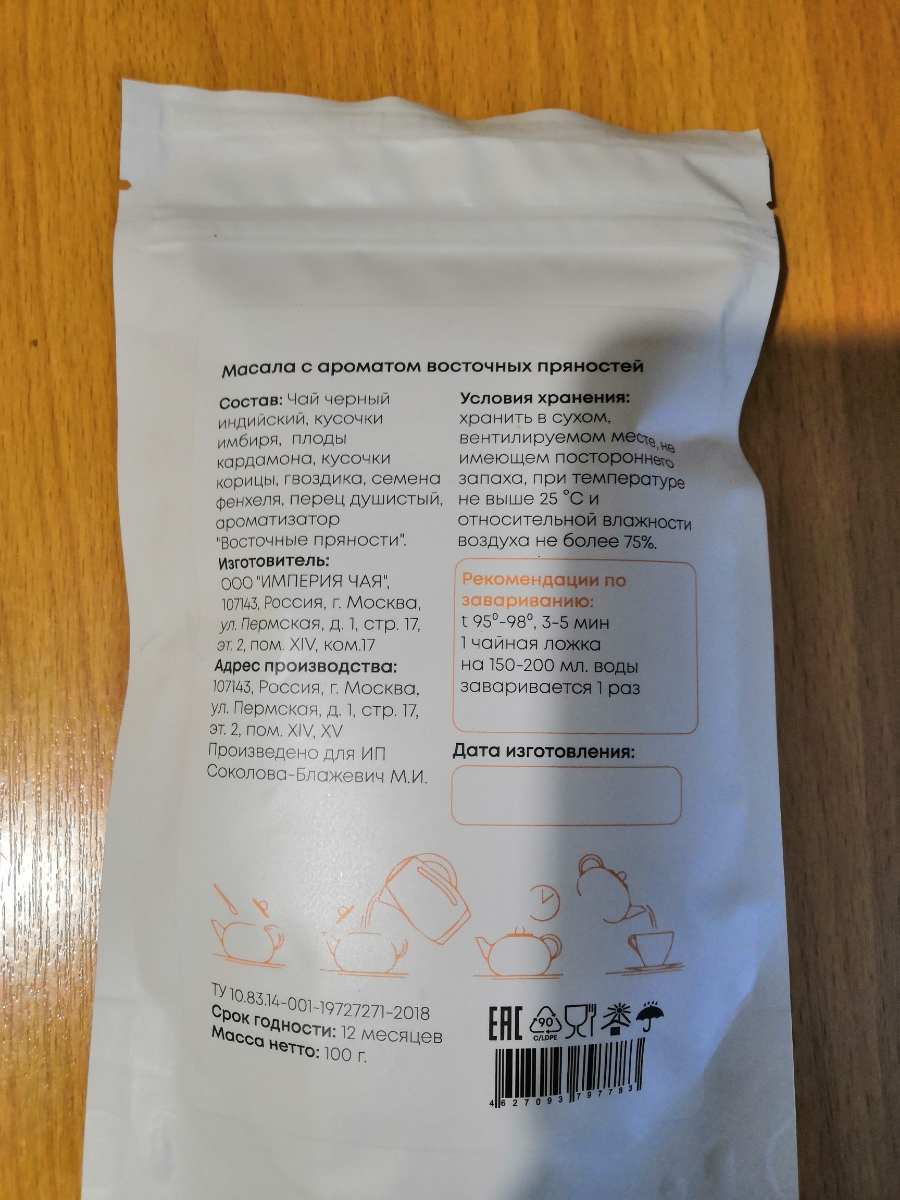 Масала с ароматом восточных пряностей
Состав: Чай черный
индийский, кусочки
имбиря, плоды
кардамона, кусочки
корицы, гвоздика, семена
фенхеля, перец душистый,
ароматизатор
"Восточные пряности".
Изготовитель:
ООО "ИМПЕРИЯ ЧАЯ",
107143, Россия, г. Москва,
ул. Пермская, д. 1, стр. 17,
эт. 2, пом. XIV, ком.17
Адрес производства:
107143, Россия, г. Москва,
ул. Пермская, д. 1, стр. 17,
эт. 2, пом. XIV, XV
Произведено для ИП
Соколова-Блажевич М.И.
Условия хранения:
хранить в сухом,
вентилируемом месте, не
имеющем постороннего
запаха, при температуре
не выше 25 °С и
относительной влажности
воздуха не более 75%.
Рекомендации по
завариванию:
t 95⁰-98⁰, 3-5 мин
1 чайная ложка
на 150-200 мл. воды
заваривается 1 раз
Дата изготовления:
ТУ 10.83.14-001-19727271-2018
Срок годности: 12 месяцев
Масса нетто: 100 г.
EAC
90
C/LDPE
4 627093 797783